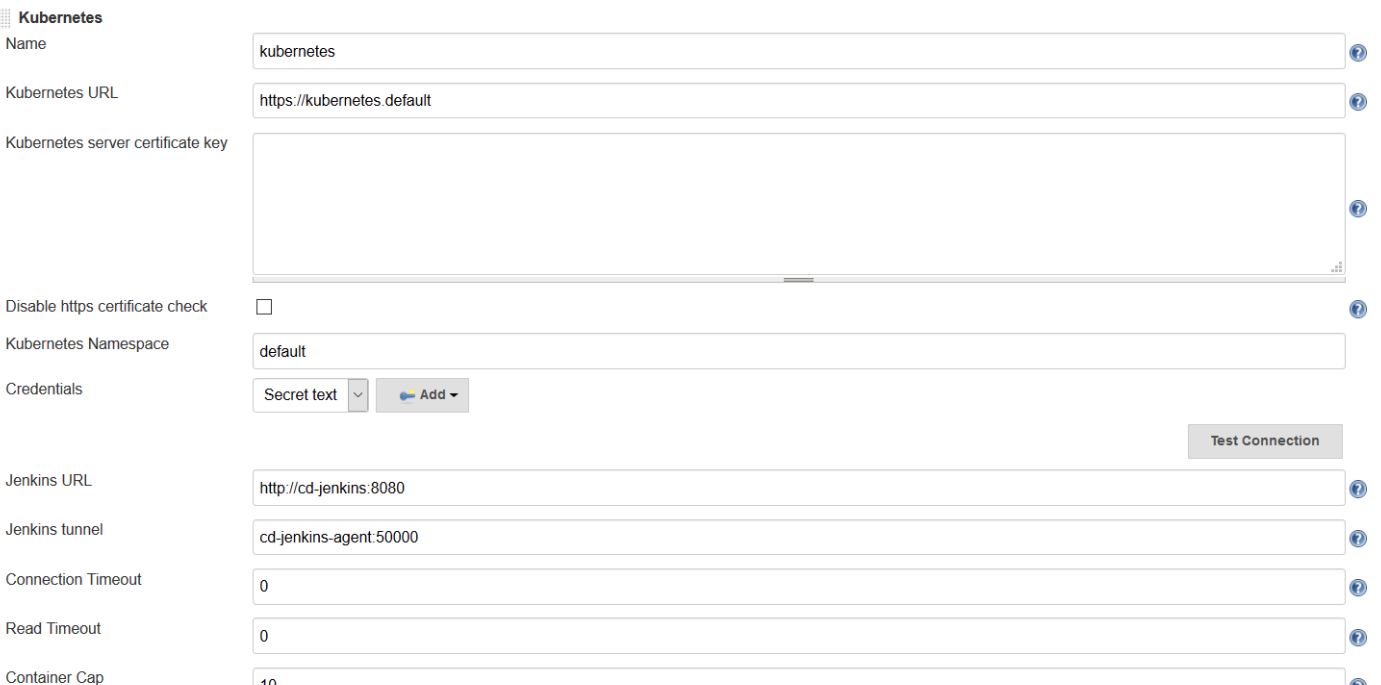 Kubernetes
Name
kubernetes
Kubernetes URL
https://kubernetes.default
Kubernetes server certificate key
Disable https certificate check
Kubernetes Namespace
default
Credentials
Secret text
Add
Test Connection
Jenkins URL
http://cd-jenkins:8080
Jenkins tunnel
cd-jenkins-agent:50000
Connection Timeout
0
Read Timeout
0
Container Cap
10